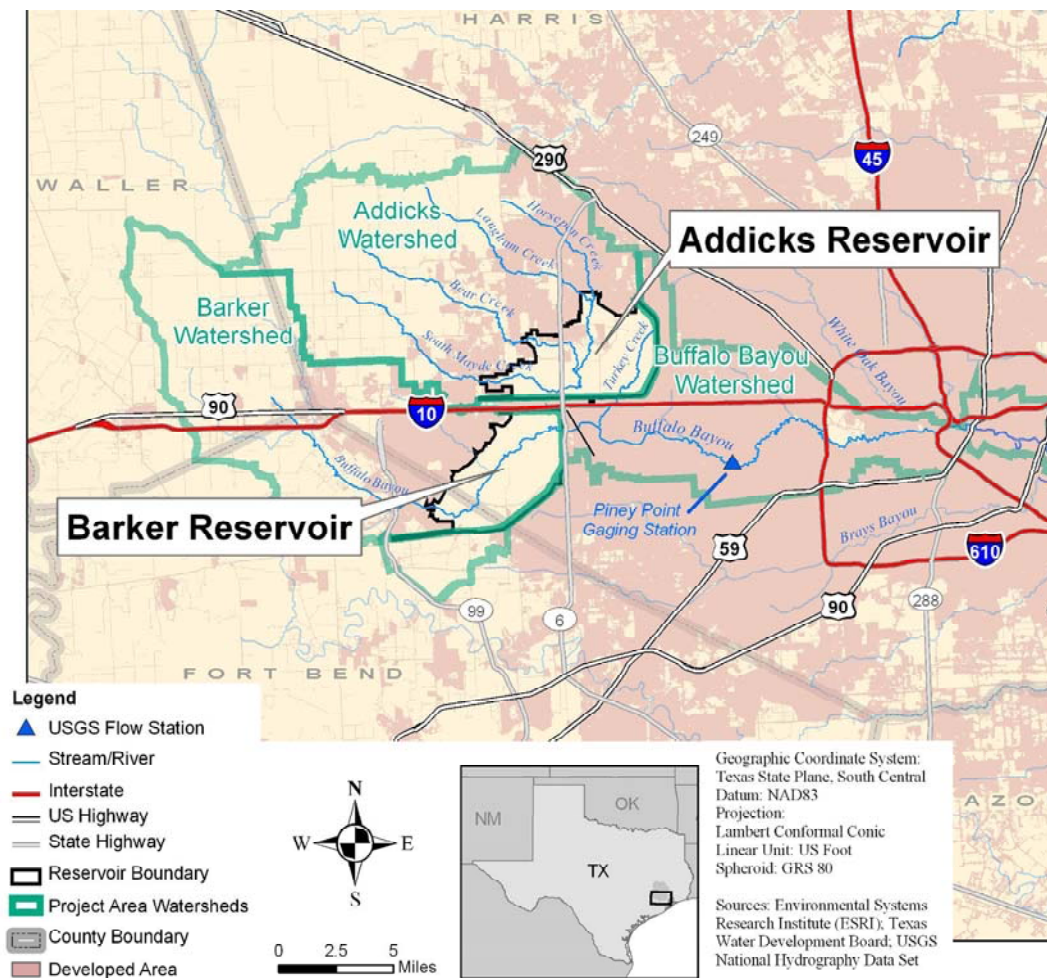 HARRIS
249
45
290
WALLER
Addicks
Watershed
Horsepen Creek
Langham Creek
Addicks Reservoir
Bear Creek
Barker
Watershed
South Mayde Creek
Turkey Creek
Buffalo Bayou
Watershed
White Oak Bayou
90
10
Buffalo Bayou
Buffalo Bayou
Barker Reservoir
Piney Point
Gaging Station
Brays Bayou
59
610
90
99
6
288
FORT BEND
AZO
Legend
USGS Flow Station
Stream/River
Interstate
US Highway
State Highway
Reservoir Boundary
Project Area Watersheds
County Boundary
Developed Area
N
W E
S
0 2.5 5
Miles
NM
OK
TX
Geographic Coordinate System:
Texas State Plane, South Central
Datum: NAD83
Projection:
Lambert Conformal Conic
Linear Unit: US Foot
Spheroid: GRS 80
Sources: Environmental Systems
Research Institute (ESRI); Texas
Water Development Board; USGS
National Hydrography Data Set